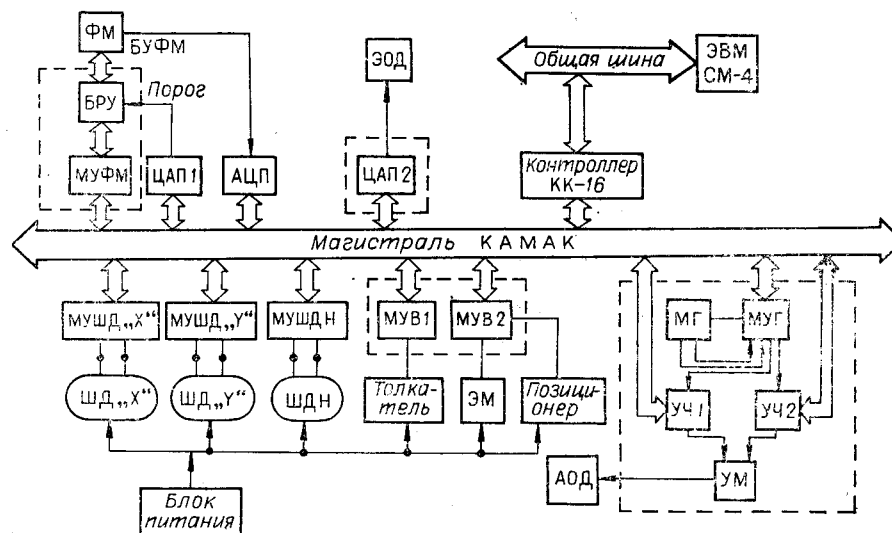 ФМ
БУФМ
ЭОД
Общая шина
ЭВМ
СМ-4
БРУ
Порог
МУФМ
ЦАП1
АЦП
ЦАП2
Контроллер
КК-16
Магистраль КАМАК
МУШД„X“
МУШД„Y“
МУШДН
МУВ1
МУВ2
МГ
МУГ
ШД„X“
ШД„Y“
ШДН
Толка-
тель
ЭМ
Позици-
онер
УЧ1
УЧ2
АОД
УМ
Блок
питания